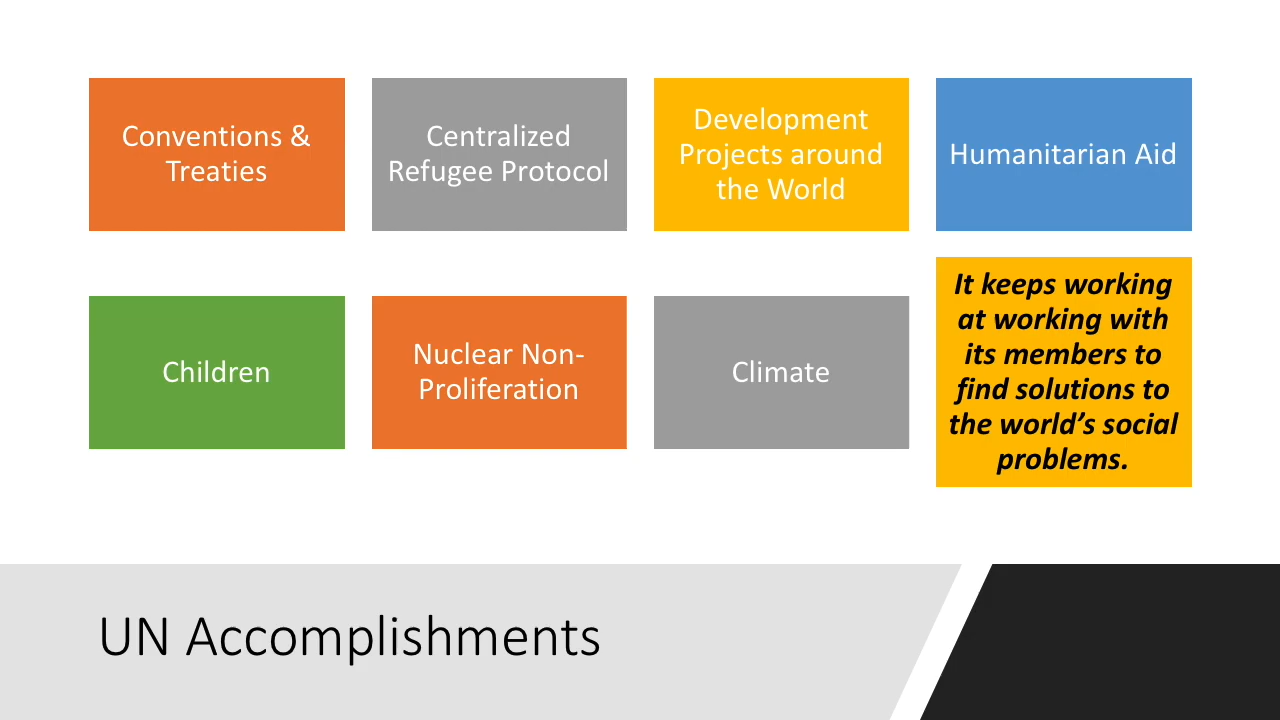 Conventions &
Treaties
Centralized
Refugee Protocol
Development
Projects around
the World
Humanitarian Aid
Children
Nuclear Non-
Proliferation
Climate
It keeps working
at working with
its members to
find solutions to
the world’s social
problems.
UN Accomplishments